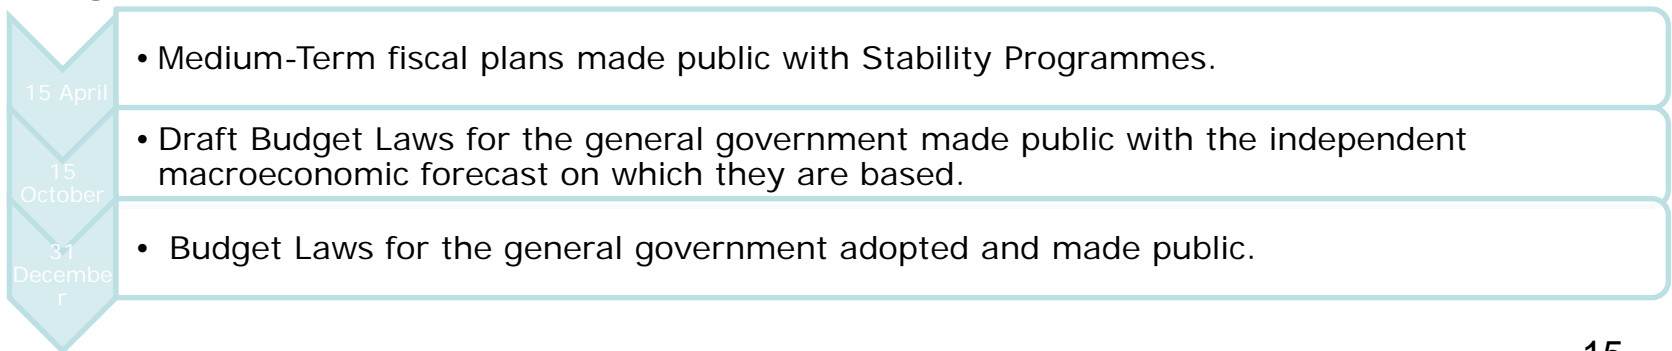 15 April
• Medium-Term fiscal plans made public with Stability Programmes.
15
October
• Draft Budget Laws for the general government made public with the independent
macroeconomic forecast on which they are based.
31
Decembe
r
• Budget Laws for the general government adopted and made public.
15